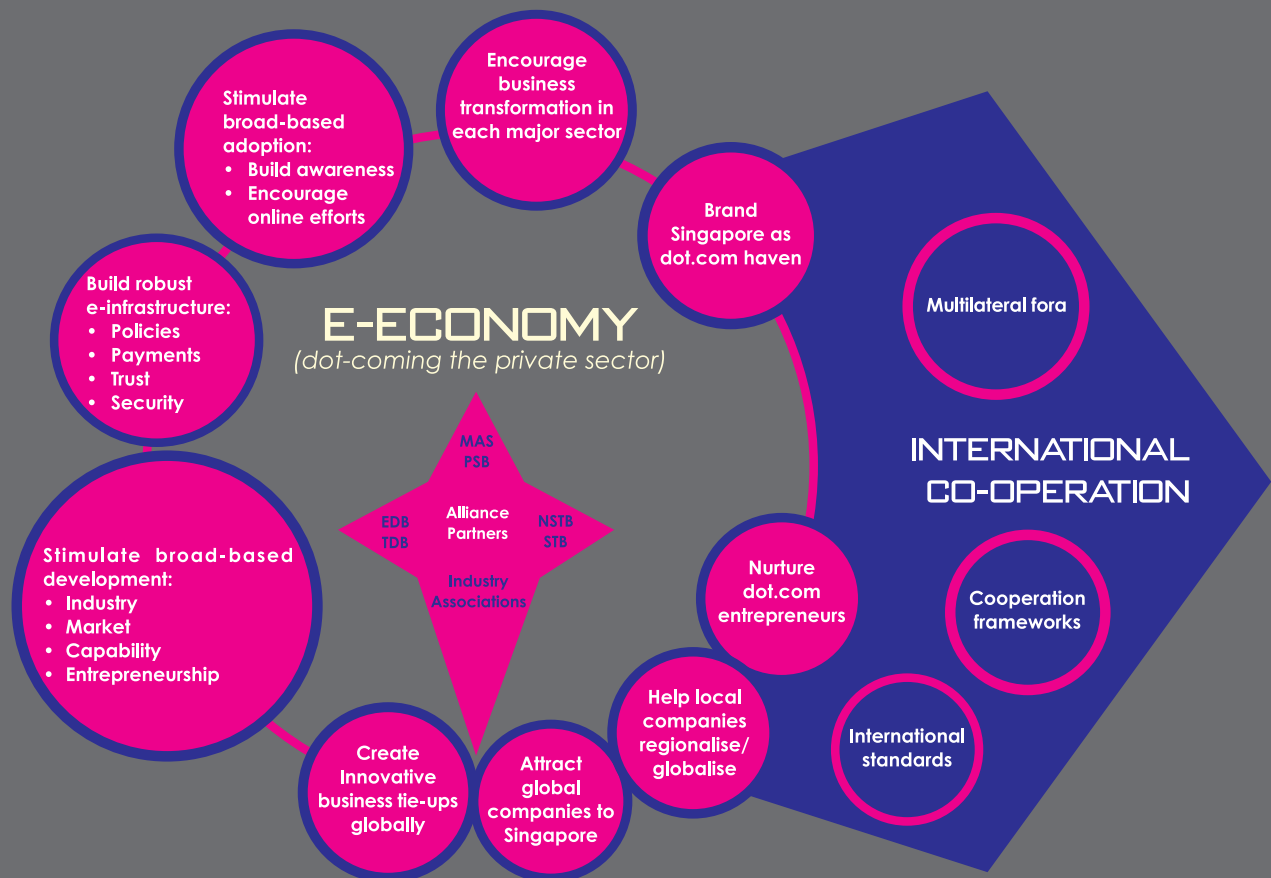 Encourage
business
transformation in
each major sector
Stimulate
broad-based
adoption:
• Build awareness
• Encourage
online efforts
Brand
Singapore as
dot.com haven
Build robust
e-infrastructure:
• Policies
• Payments
• Trust
• Security
E-ECONOMY
(dot-coming the private sector)
Multilateral fora
MAS
PSB
EDB
TDB
Alliance
Partners
NSTB
STB
Industry
Associations
INTERNATIONAL
CO-OPERATION
Stimulate broad-based
development:
• Industry
• Market
• Capability
• Entrepreneurship
Nurture
dot.com
entrepreneurs
Cooperation
frameworks
Help local
companies
regionalise/
globalise
International
standards
Create
Innovative
business tie-ups
globally
Attract
global
companies to
Singapore